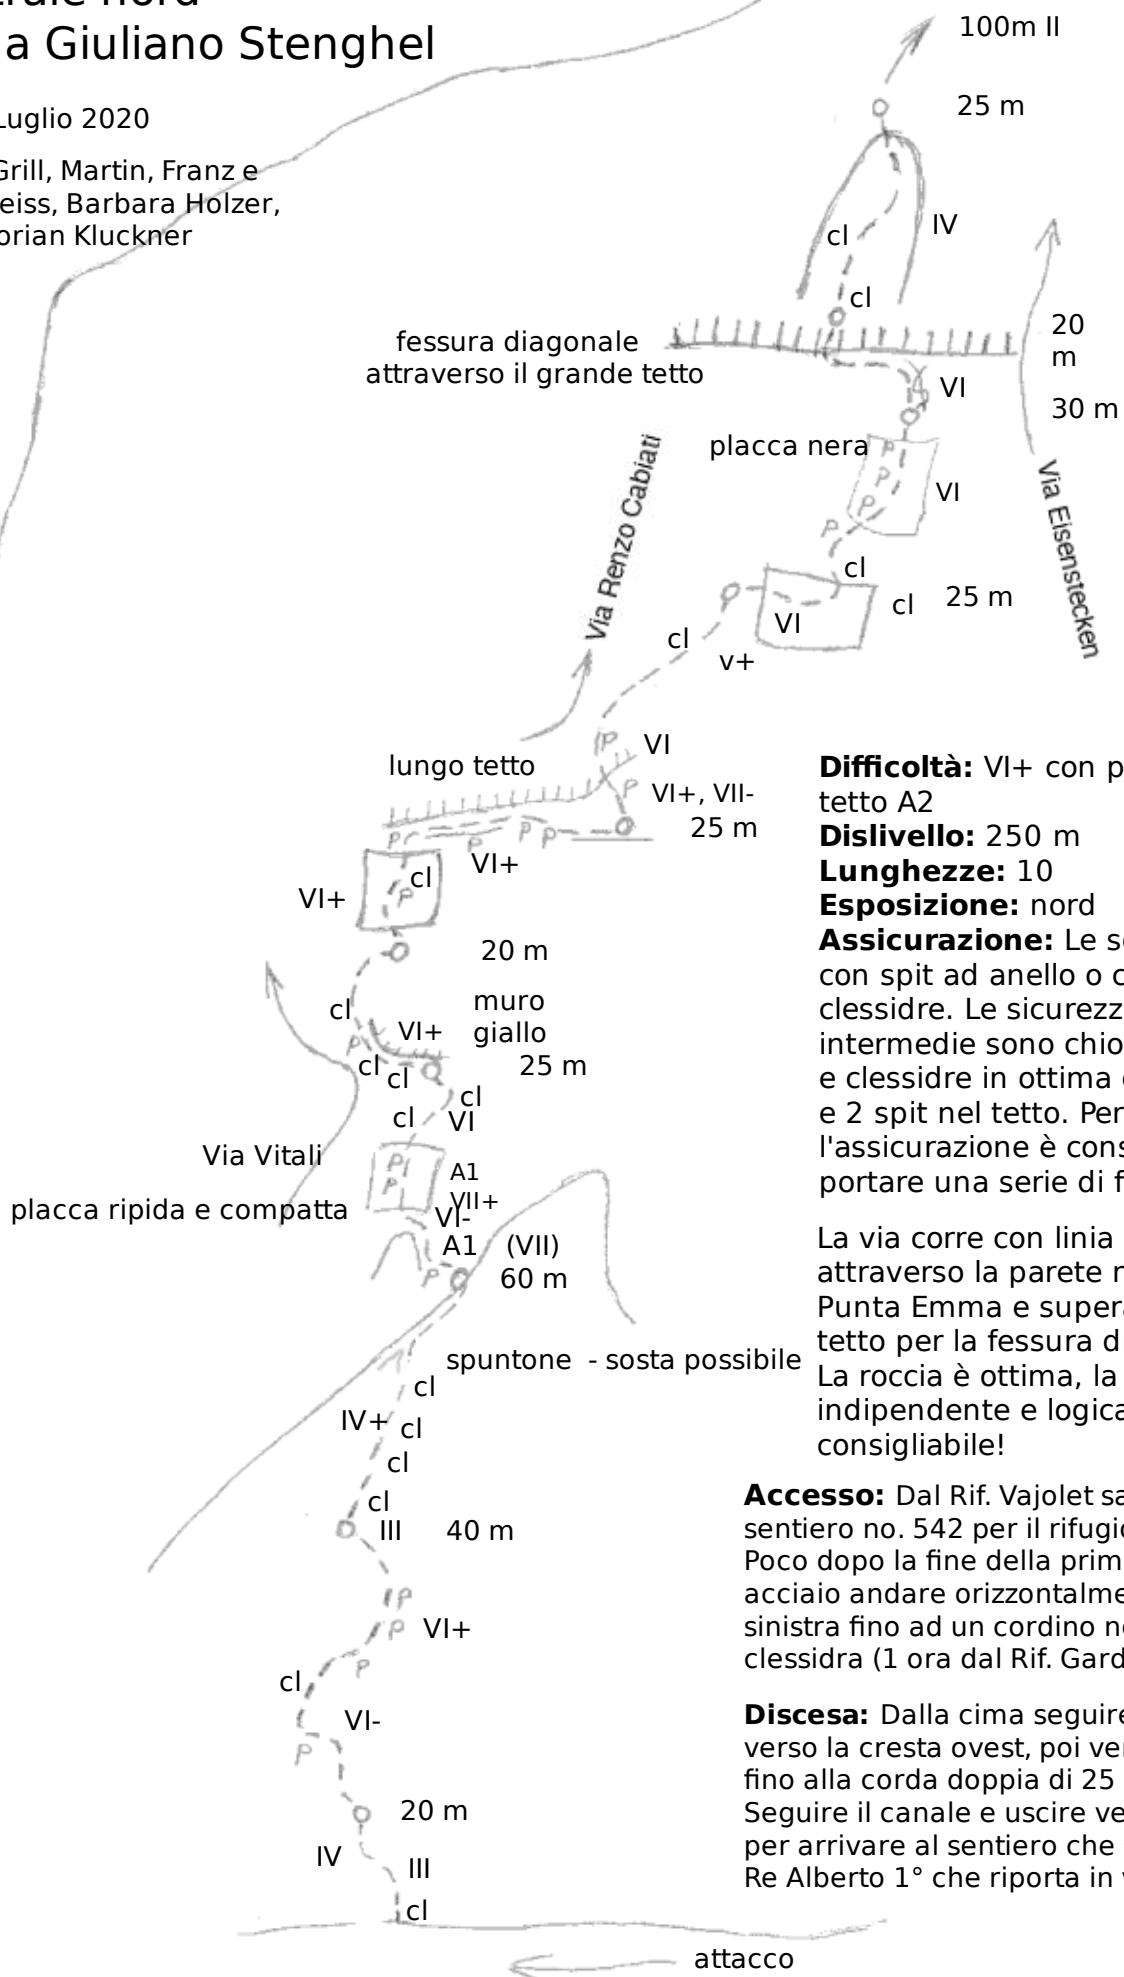 a Giuliano Stenghel
Luglio 2020
Grill, Martin, Franz e
eiss, Barbara Holzer,
orian Kluckner
100m II
25 m
cl
IV
cl
20
m
fessura diagonale
attraverso il grande tetto
VI
30 m
placca nera
P
P
VI
P
P
Via Renzo Cabiati
Via Eisenstecken
cl
cl
25 m
VI
cl
v+
P
VI
lungo tetto
P
VI+, VII-
25 m
P
P
P
P
VI+
cl
VI+
P
20 m
cl
muro
giallo
VI+
P
25 m
cl
cl
cl
cl
VI
Via Vitali
P
P
A1
VII+
placca ripida e compatta
VI-
A1
(VII)
P
60 m
spuntone - sosta possibile
cl
IV+
cl
cl
cl
III
40 m
P
P
VI+
P
cl
VI-
P
20 m
IV
III
cl
attacco
Difficoltà: VI+ con p
tetto A2
Dislivello: 250 m
Lunghezze: 10
Esposizione: nord
Assicurazione: Le so
con spit ad anello o c
clessidre. Le sicurezz
intermedie sono chio
e clessidre in ottima
e 2 spit nel tetto. Per
l'assicurazione è cons
portare una serie di f
La via corre con linia
attraverso la parete n
Punta Emma e supera
tetto per la fessura d
La roccia è ottima, la
indipendente e logica
consigliabile!
Accesso: Dal Rif. Vajolet sa
sentiero no. 542 per il rifugio
Poco dopo la fine della prim
acciaio andare orizzontalme
sinistra fino ad un cordino ne
clessidra (1 ora dal Rif. Gard
Discesa: Dalla cima seguire
verso la cresta ovest, poi ver
fino alla corda doppia di 25
Seguire il canale e uscire ve
per arrivare al sentiero che
Re Alberto 1° che riporta in v